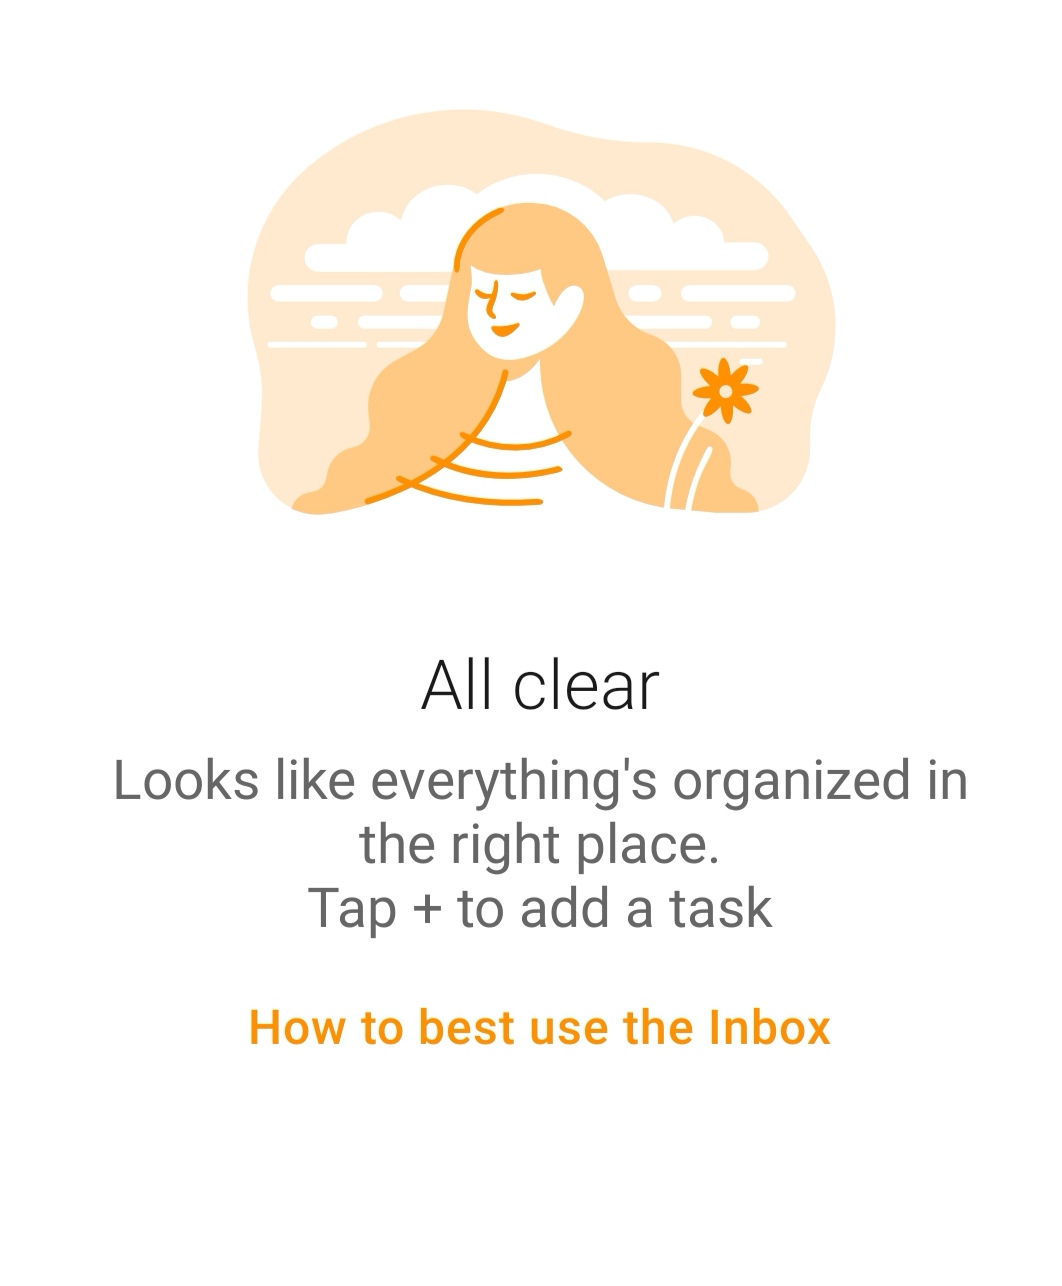 All clear
Looks like everything's organized in
the right place.
Tap + to add a task
How to best use the Inbox